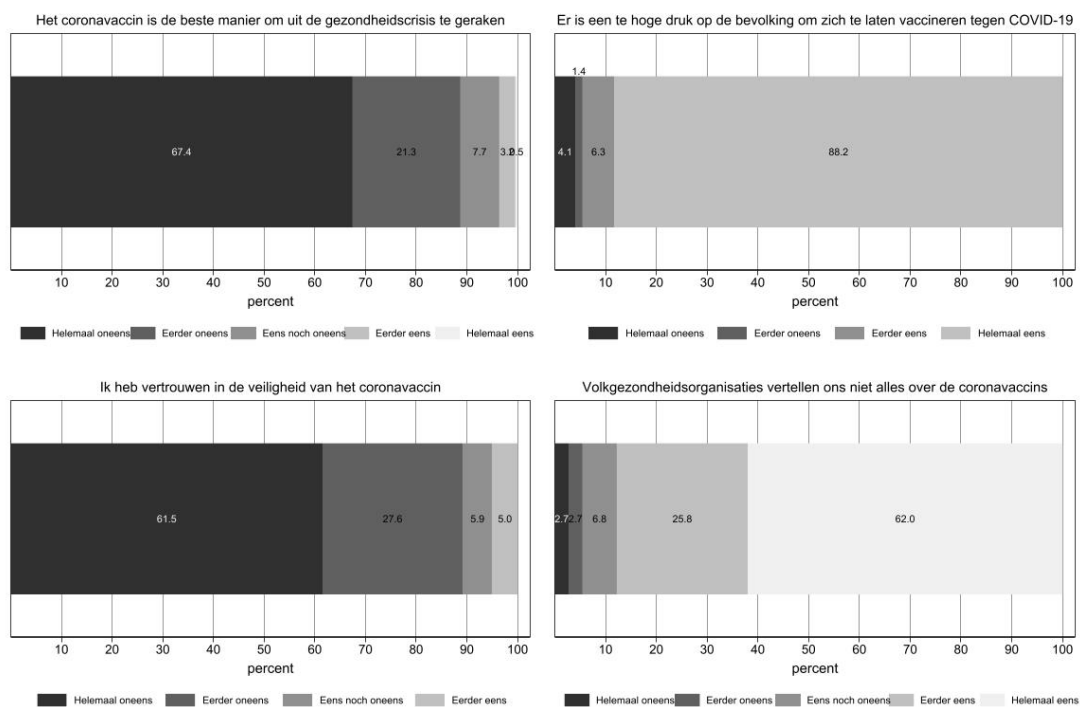 Het coronavaccin is de beste manier om uit de gezondheidscrisis te geraken
67.4 21.3 7.7 3.2 0.5
10 20 30 40 50 60 70 80 90 100
percent
Helemaal oneens Eerder oneens Eens noch oneens Eerder eens Helemaal eens
Er is een te hoge druk op de bevolking om zich te laten vaccineren tegen COVID-19
1.4
4.1 6.3 88.2
10 20 30 40 50 60 70 80 90 100
percent
Helemaal oneens Eerder oneens Eerder eens Helemaal eens
Ik heb vertrouwen in de veiligheid van het coronavaccin
61.5 27.6 5.9 5.0
10 20 30 40 50 60 70 80 90 100
percent
Helemaal oneens Eerder oneens Eens noch oneens Eerder eens
Volkgezondheidsorganisaties vertellen ons niet alles over de coronavaccins
2.7 2.7 6.8 25.8 62.0
10 20 30 40 50 60 70 80 90 100
percent
Helemaal oneens Eerder oneens Eens noch oneens Eerder eens Helemaal eens